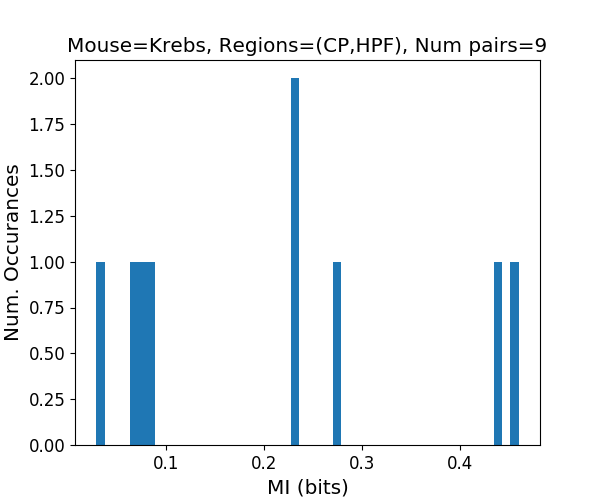 Mouse=Krebs, Regions=(CP,HPF), Num pairs=9
2.00
1.75
1.50
1.25
1.00
0.75
0.50
0.25
0.00
Num. Occurances
0.1 0.2 0.3 0.4
MI (bits)